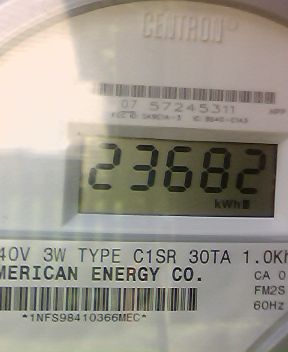 CENTRON
07 57245311
23682
kWh
40V 3W TYPE C1SR 30TA 1.0Kh
MERICAN ENERGY CO.
CA 0
FM2S
60Hz
*1NFS98410366MEC*